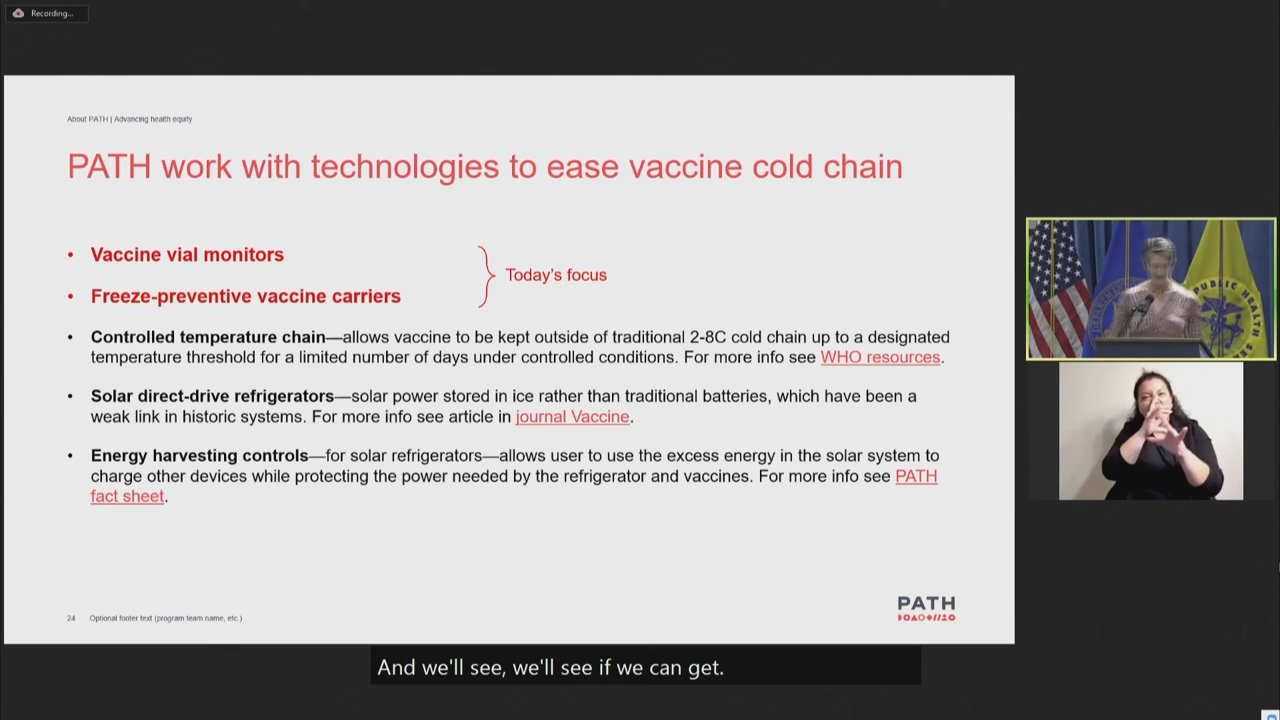 Recording...
About PATH | Advancing health equity
PATH work with technologies to ease vaccine cold chain
• Vaccine vial monitors
• Freeze-preventive vaccine carriers
Today's focus
• Controlled temperature chain—allows vaccine to be kept outside of traditional 2-8C cold chain up to a designated
temperature threshold for a limited number of days under controlled conditions. For more info see WHO resources.
• Solar direct-drive refrigerators—solar power stored in ice rather than traditional batteries, which have been a
weak link in historic systems. For more info see article in journal Vaccine.
• Energy harvesting controls—for solar refrigerators—allows user to use the excess energy in the solar system to
charge other devices while protecting the power needed by the refrigerator and vaccines. For more info see PATH
fact sheet.
24 Optional footer text (program team name, etc.)
PATH
PUBLIC HEALTH
And we'll see, we'll see if we can get.